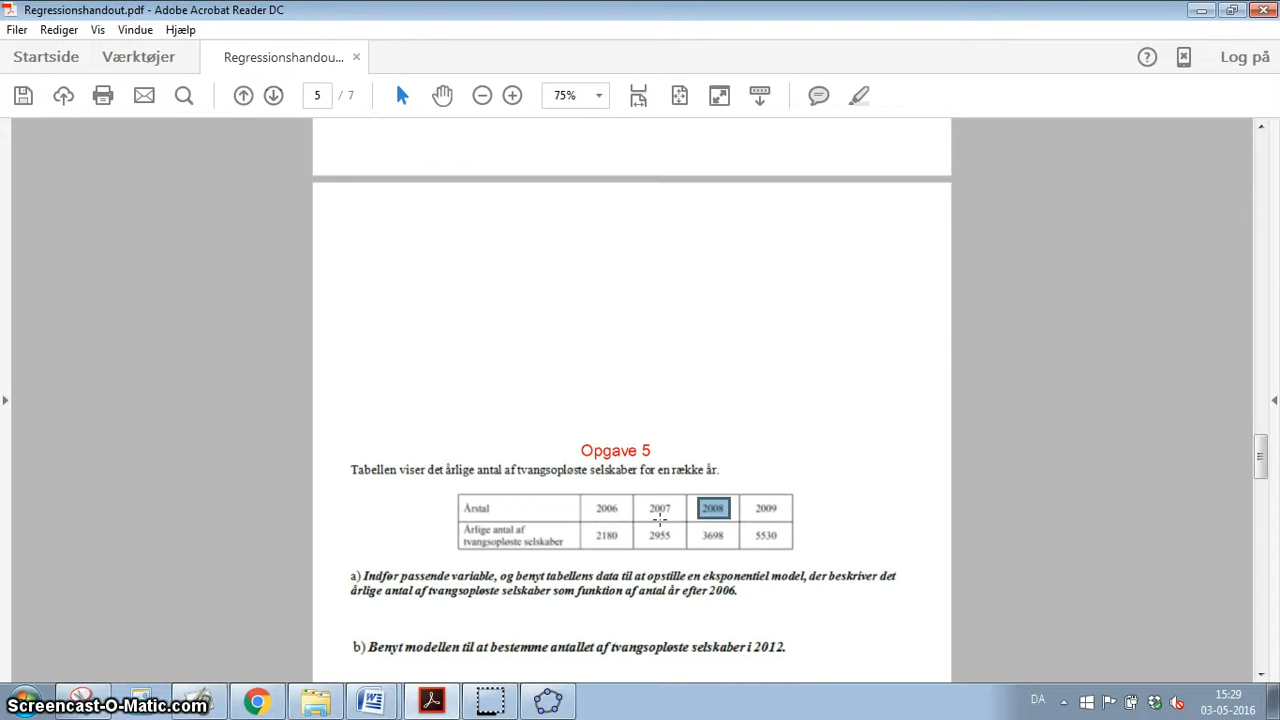 Regressionshandout.pdf - Adobe Acrobat Reader DC
Filer Rediger Vis Vindue Hjælp
Startside Værktøjer Regressionshandou... × Log på
5 / 7 75%
Opgave 5
Tabellen viser det årlige antal af tvangsopløste selskaber for en række år.
Årstal 2006 2007 2008 2009
Årlige antal af
tvangsopløste selskaber 2180 2955 3698 5530
a) Indfør passende variable, og benyt tabellens data til at opstille en eksponentiel model, der beskriver det
årlige antal af tvangsopløste selskaber som funktion af antal år efter 2006.
b) Benyt modellen til at bestemme antallet af tvangsopløste selskaber i 2012.
Screencast-O-Matic.com
DA 15:29
03-05-2016